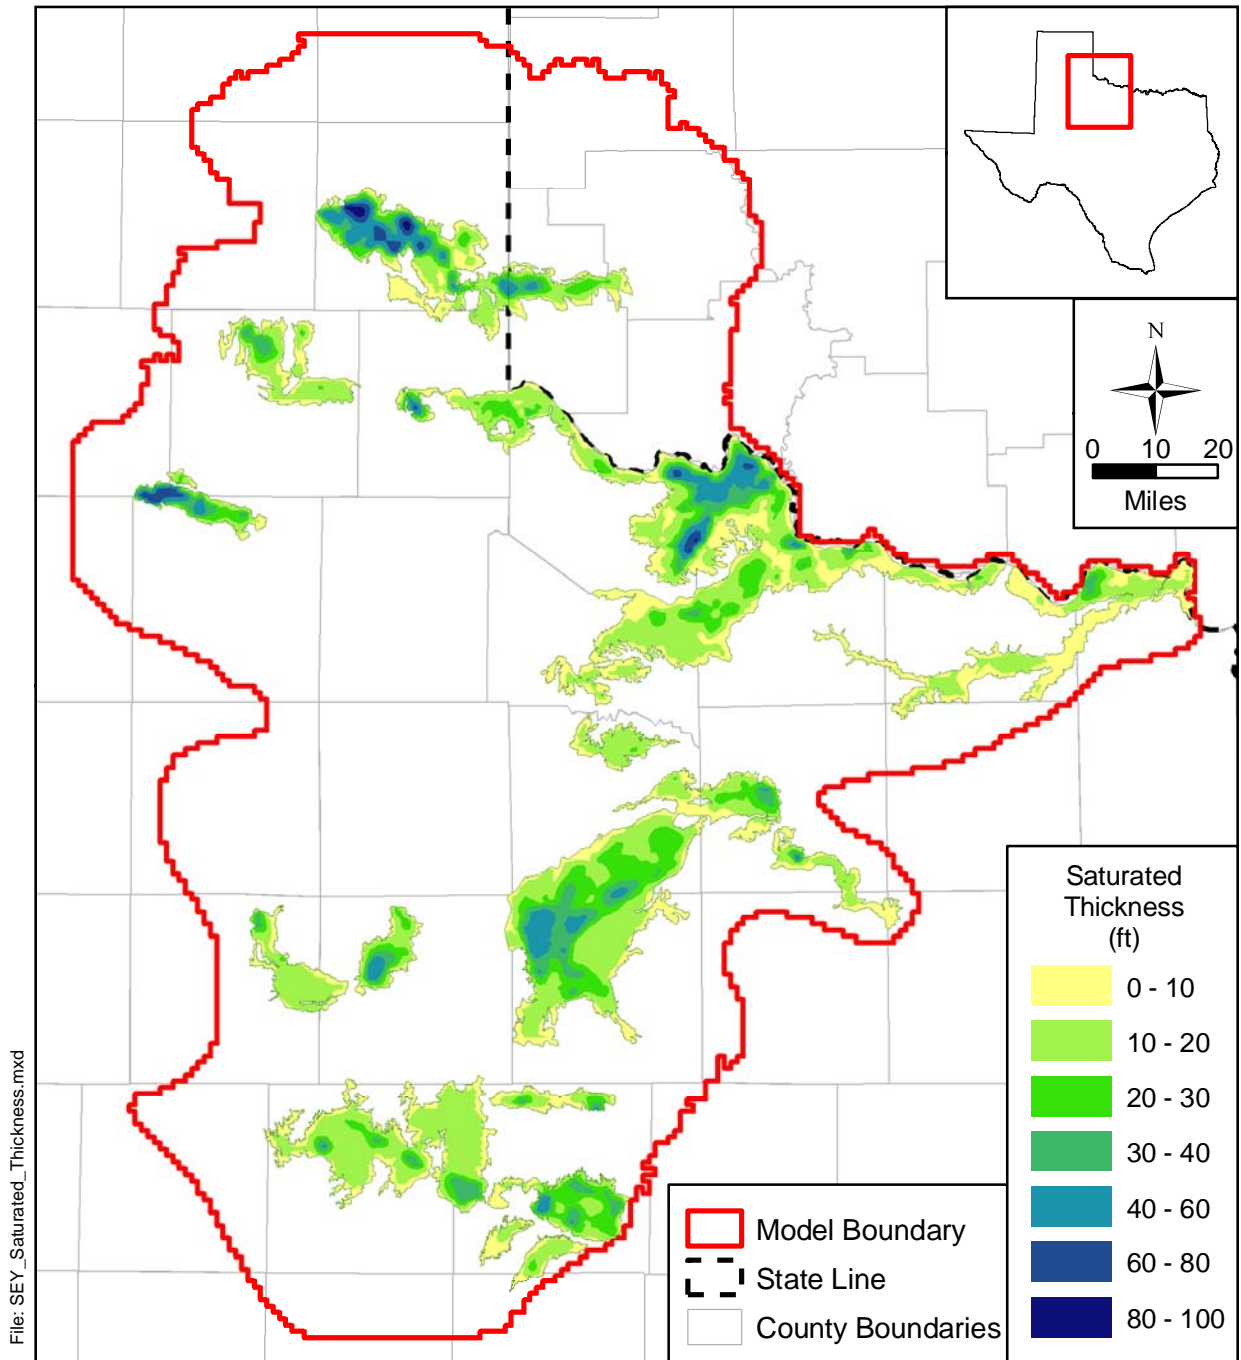 N
0 10 20
Miles
Saturated
Thickness
(ft)
0 - 10
10 - 20
20 - 30
30 - 40
40 - 60
60 - 80
80 - 100
Model Boundary
State Line
County Boundaries
File: SEY_Saturated_Thickness.mxd